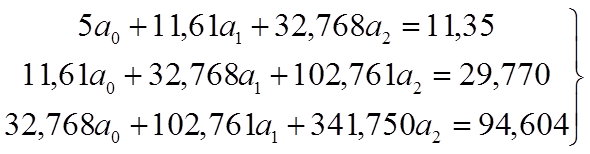 5a₀ + 11,61a₁ + 32,768a₂ = 11,35
11,61a₀ + 32,768a₁ + 102,761a₂ = 29,770
32,768a₀ + 102,761a₁ + 341,750a₂ = 94,604